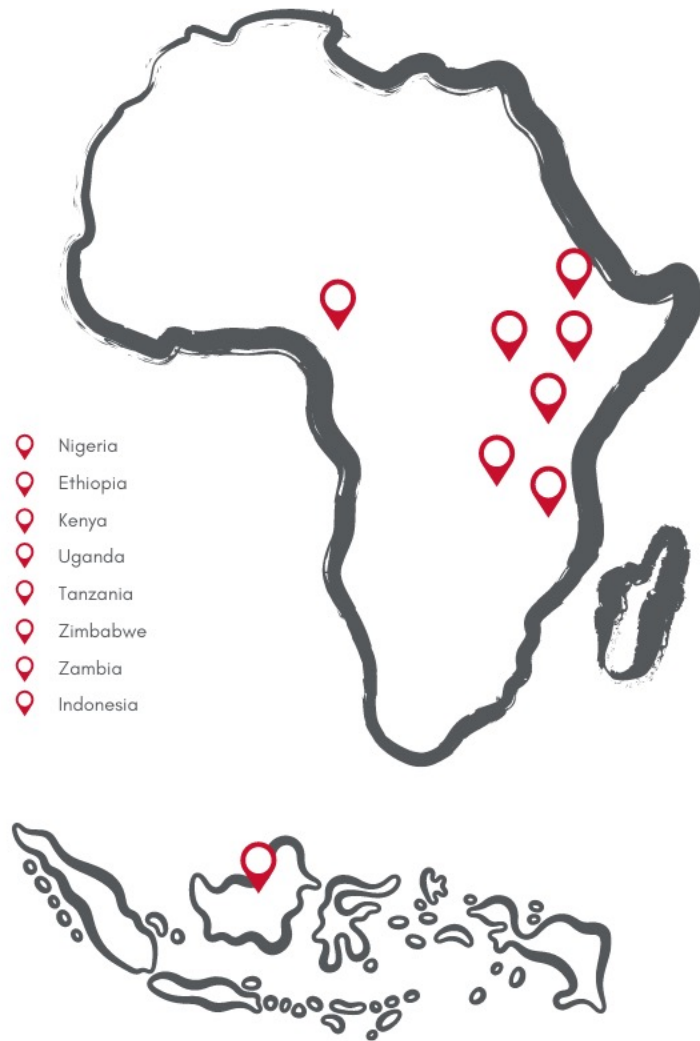 Nigeria
Ethiopia
Kenya
Uganda
Tanzania
Zimbabwe
Zambia
Indonesia